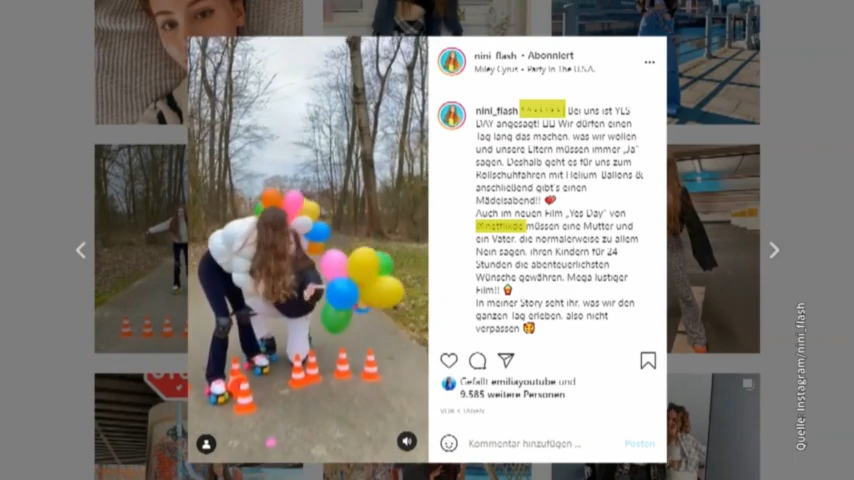 nini_flash • Abonniert
Miley Cyrus • Party In The U.S.A.
nini_flash Bei uns ist YES
DAY angesagt! Wir dürfen einen
Tag lang das machen, was wir wollen
und unsere Eltern müssen immer „Ja"
sagen. Deshalb geht es für uns zum
Rollschuhfahren mit Helium Ballons &
anschließend gibt's einen
Mädelsabend!!
Auch im neuen Film „Yes Day" von
@netflixde müssen eine Mutter und
ein Vater, die normalerweise zu allem
Nein sagen, ihren Kindern für 24
Stunden die abenteuerlichsten
Wünsche gewähren. Mega lustiger
Film!!
In meiner Story seht ihr, was wir den
ganzen Tag erleben, also nicht
verpassen
Gefällt emiliayoutube und
9.585 weitere Personen
TAGEN
Kommentar hinzufügen ...
Posten
Quelle: Instagram/nini_flash